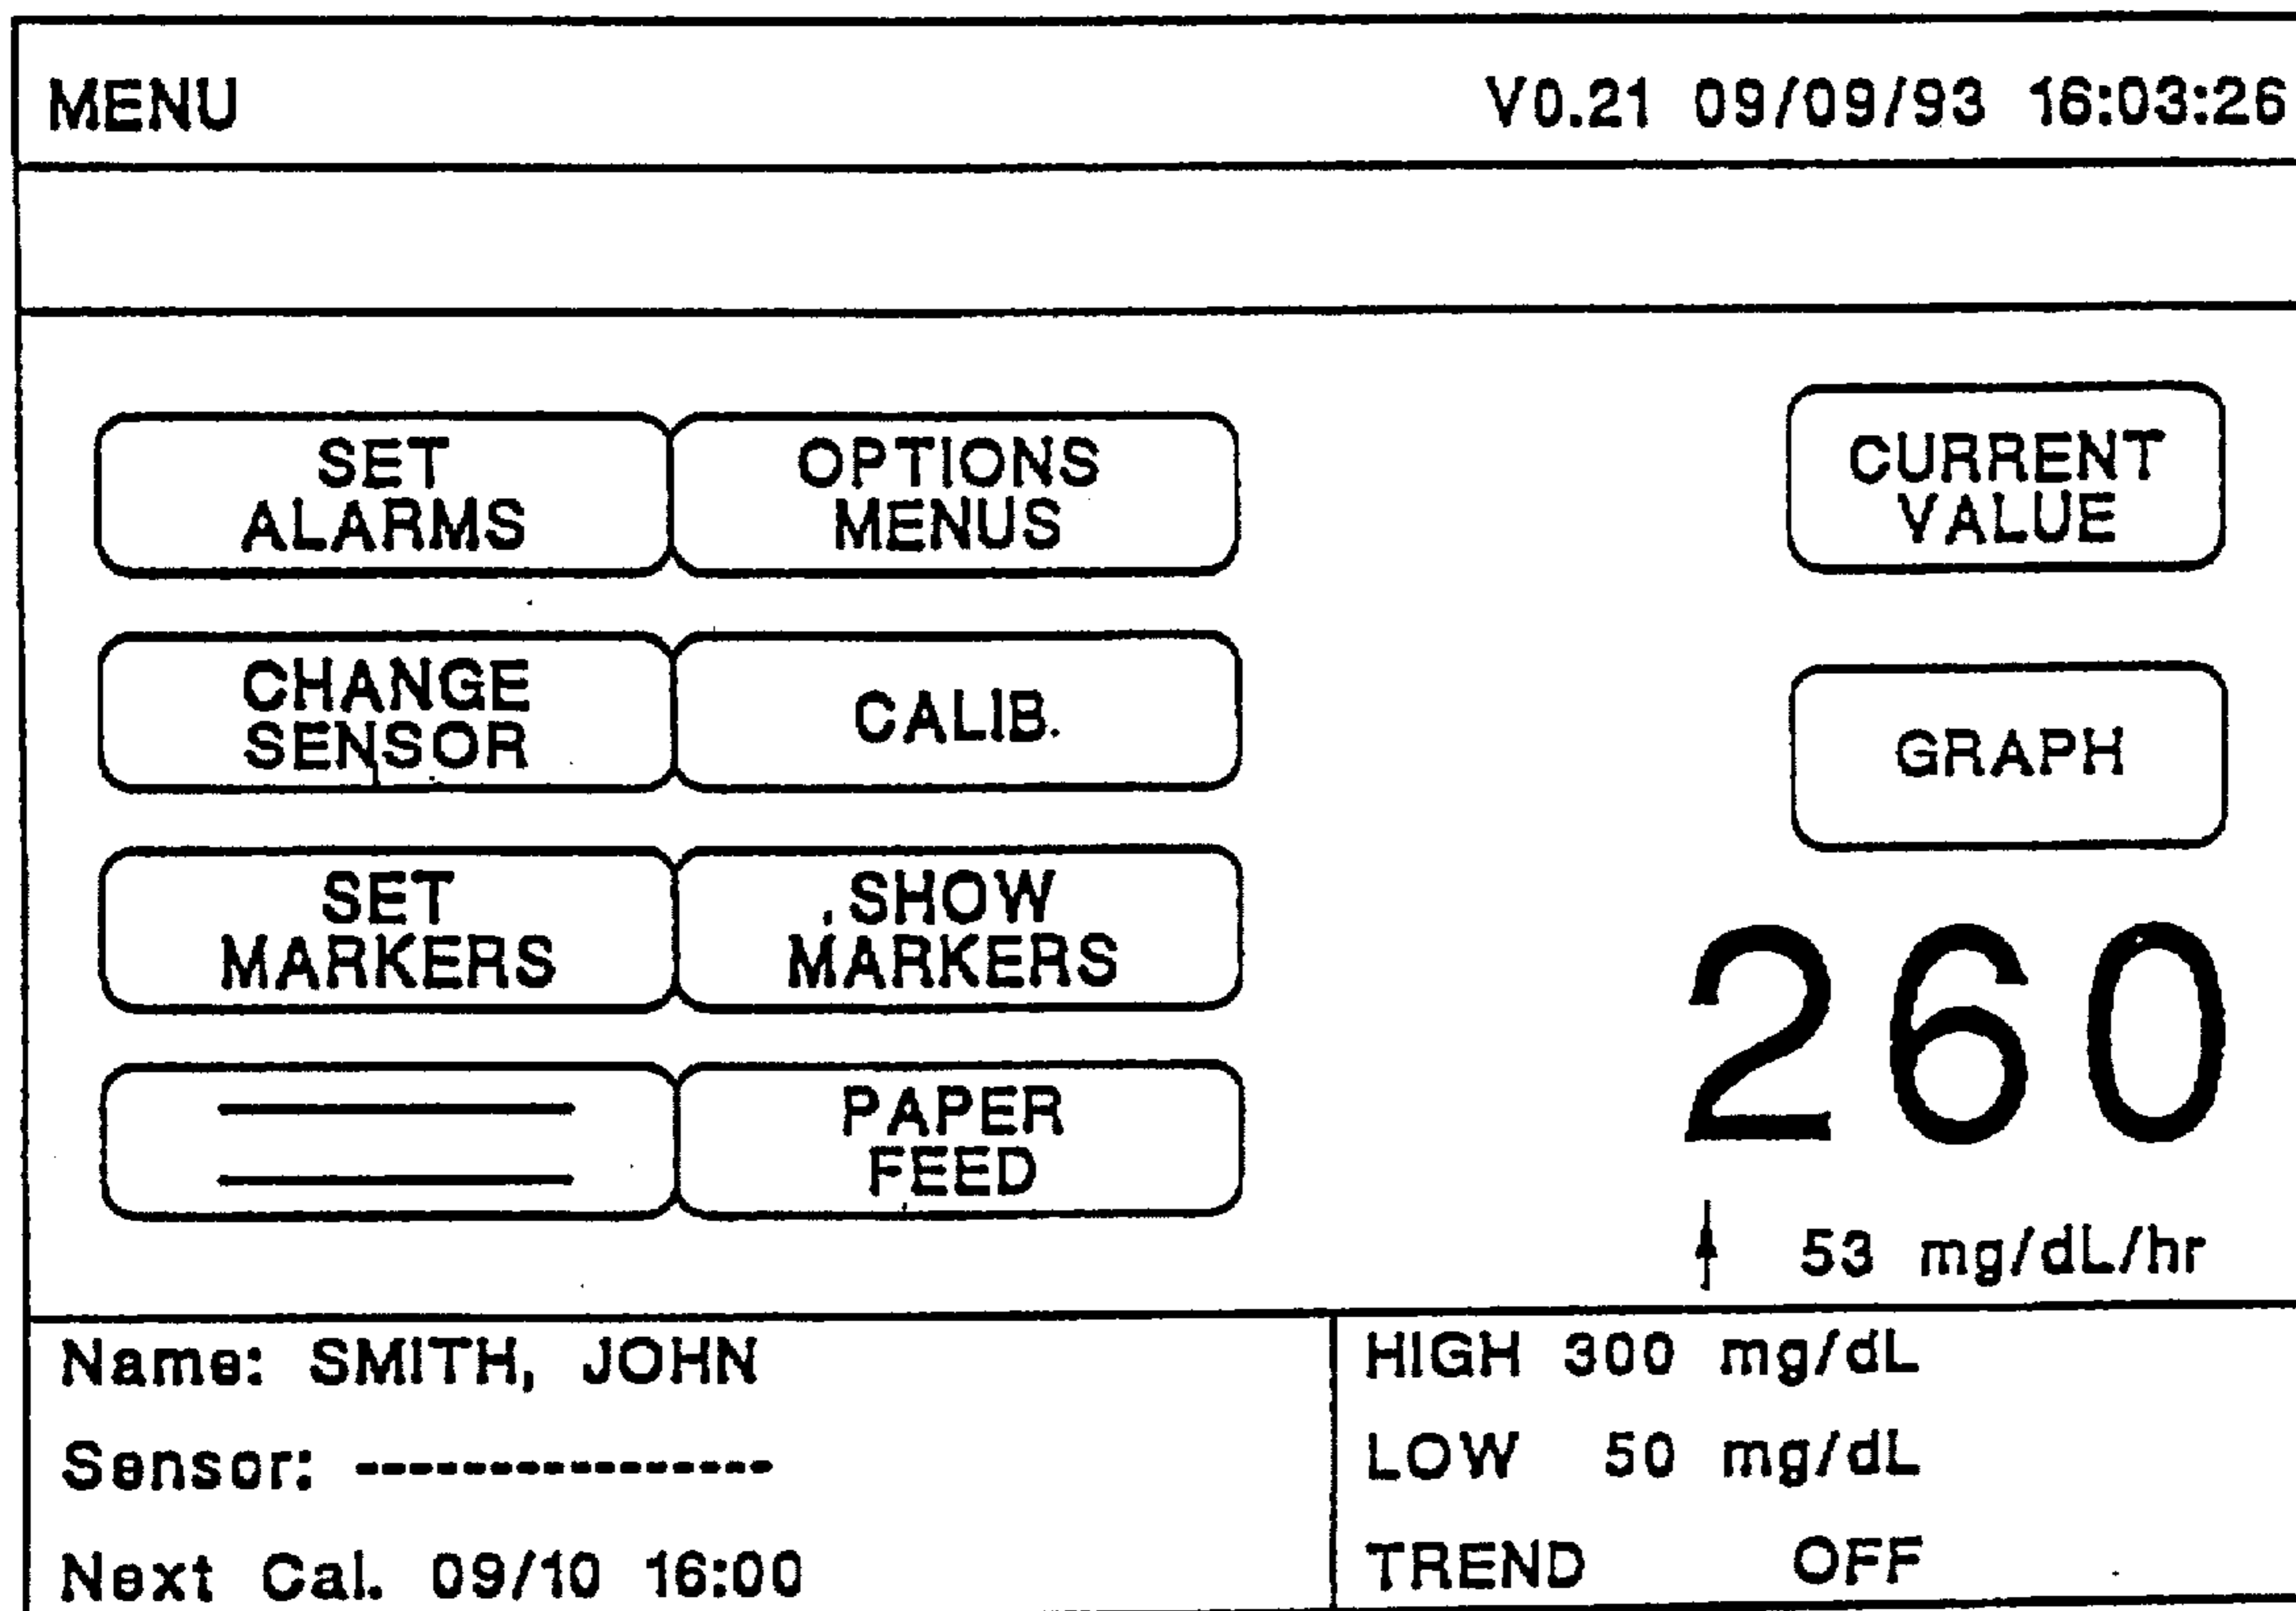 MENU V0.21 09/09/93 16:03:26
SET
ALARMS
OPTIONS
MENUS
CURRENT
VALUE
CHANGE
SENSOR
CALIB.
GRAPH
SET
MARKERS
SHOW
MARKERS
260
PAPER
FEED
53 mg/dL/hr
Name: SMITH, JOHN
Sensor: ----------------
Next Cal. 09/10 16:00
HIGH 300 mg/dL
LOW 50 mg/dL
TREND OFF